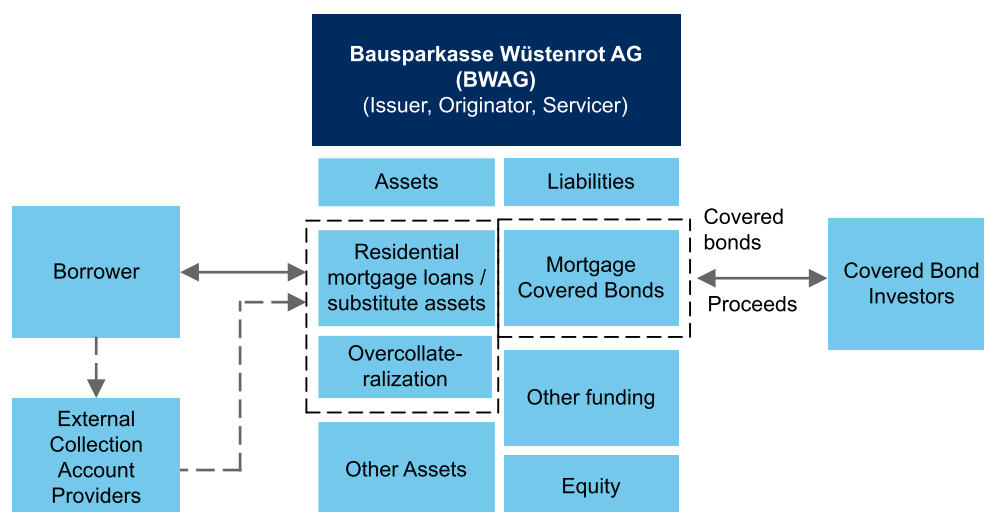 Bausparkasse Wüstenrot AG
(BWAG)
(Issuer, Originator, Servicer)
Assets
Liabilities
Borrower
Residential
mortgage loans /
substitute assets
Mortgage
Covered Bonds
Covered
bonds
Proceeds
Covered Bond
Investors
Overcollate-
ralization
Other funding
External
Collection
Account
Providers
Other Assets
Equity